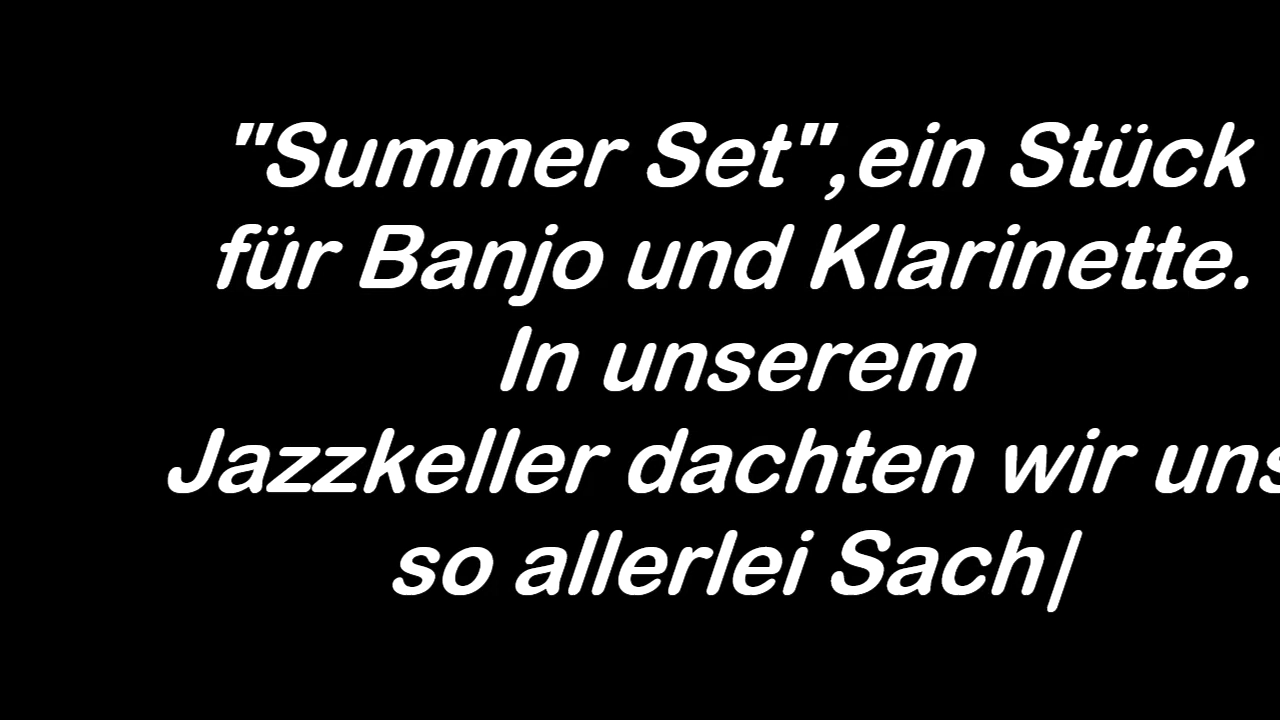 "Summer Set",ein Stück
für Banjo und Klarinette.
In unserem
Jazzkeller dachten wir uns
so allerlei Sach|